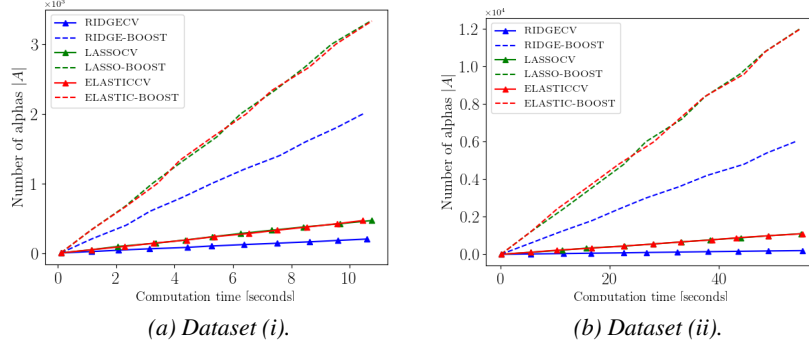 ×10³
3
2
1
0
Number of alphas |A|
RIDGECV
RIDGE-BOOST
LASSOCV
LASSO-BOOST
ELASTICCV
ELASTIC-BOOST
0 2 4 6 8 10
Computation time [seconds]
(a) Dataset (i).
×10⁴
1.2
1.0
0.8
0.6
0.4
0.2
0.0
Number of alphas |A|
RIDGECV
RIDGE-BOOST
LASSOCV
LASSO-BOOST
ELASTICCV
ELASTIC-BOOST
0 20 40
Computation time [seconds]
(b) Dataset (ii).